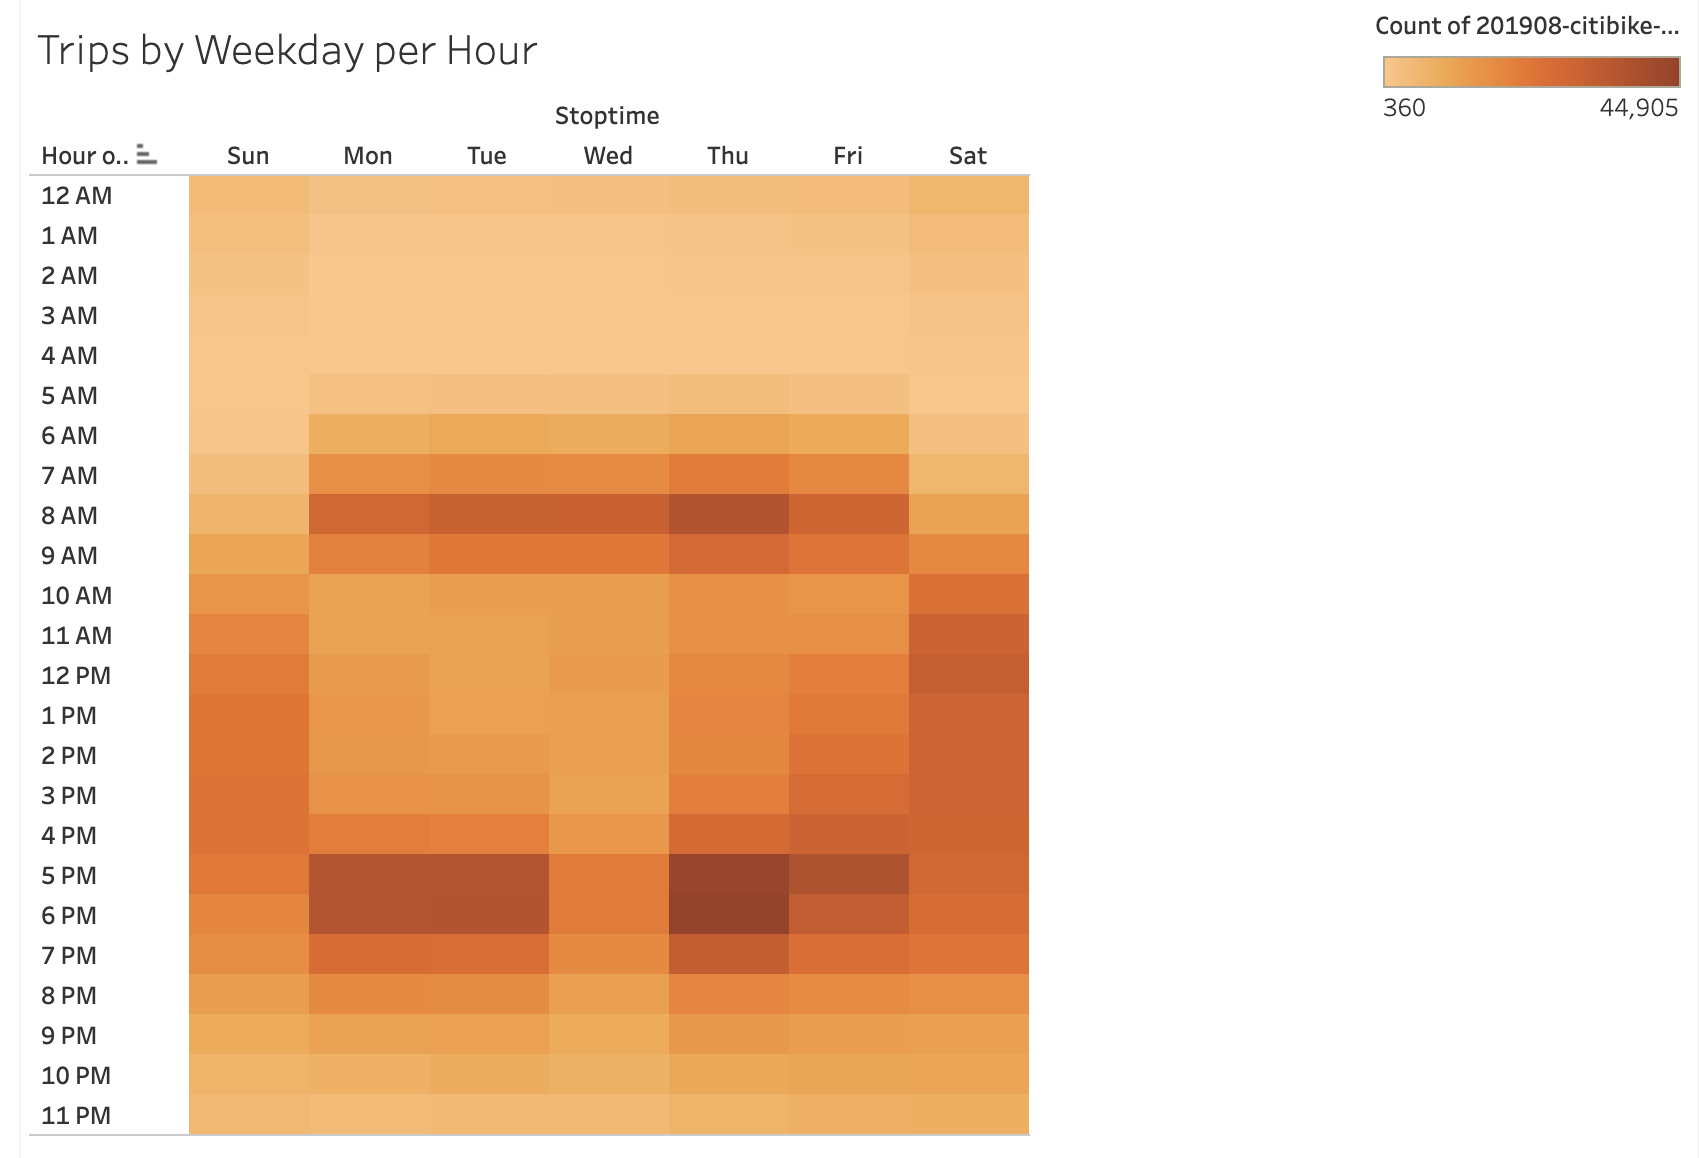 Count of 201908-citibike-...
Trips by Weekday per Hour
360 44,905
Stoptime
Hour o.. Sun Mon Tue Wed Thu Fri Sat
12 AM
1 AM
2 AM
3 AM
4 AM
5 AM
6 AM
7 AM
8 AM
9 AM
10 AM
11 AM
12 PM
1 PM
2 PM
3 PM
4 PM
5 PM
6 PM
7 PM
8 PM
9 PM
10 PM
11 PM